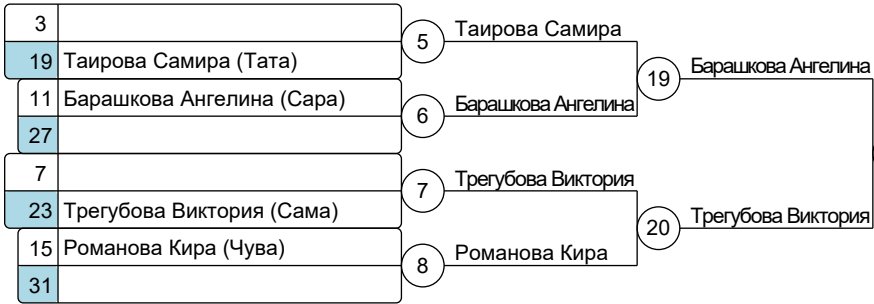 3
19 Таирова Самира (Тата)
5 Таирова Самира
11 Барашкова Ангелина (Сара)
27
6 Барашкова Ангелина
19 Барашкова Ангелина
7
23 Трегубова Виктория (Сама)
7 Трегубова Виктория
15 Романова Кира (Чува)
31
8 Романова Кира
20 Трегубова Виктория